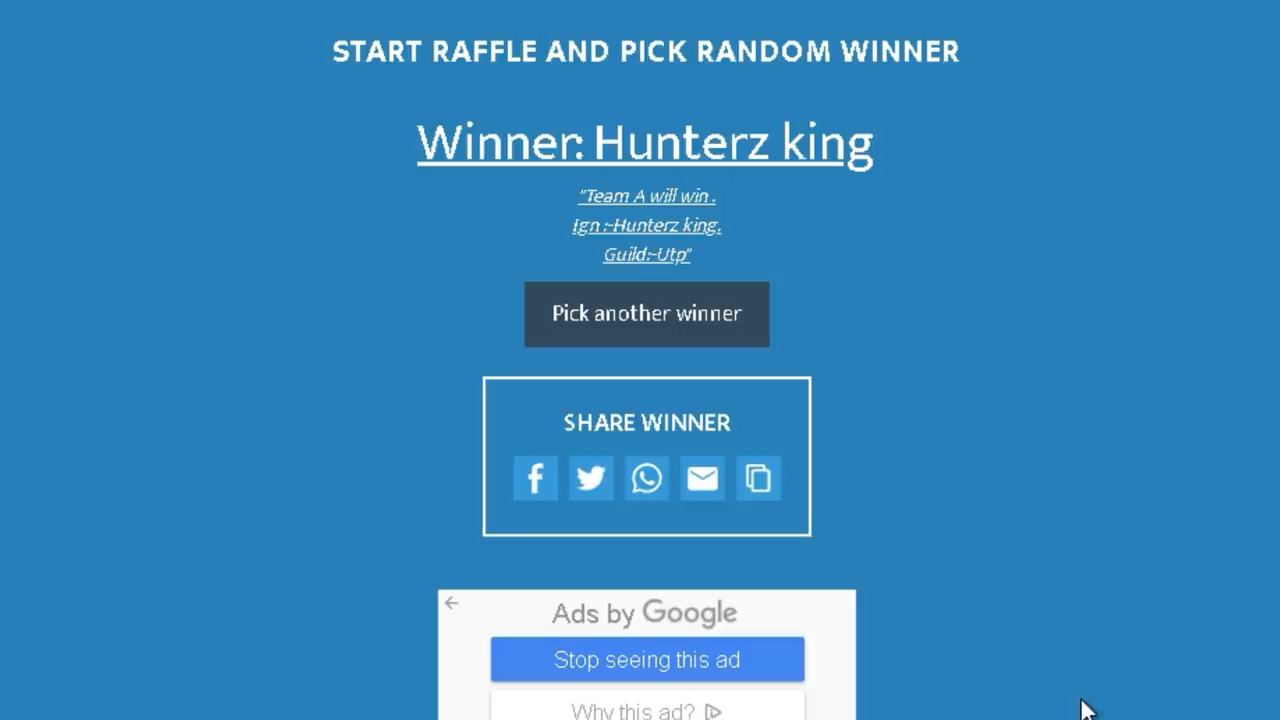 START RAFFLE AND PICK RANDOM WINNER
Winner: Hunterz king
"Team A will win .
Ign :-Hunterz king.
Guild:-Utp"
Pick another winner
SHARE WINNER
Ads by Google
Stop seeing this ad
Why this ad?